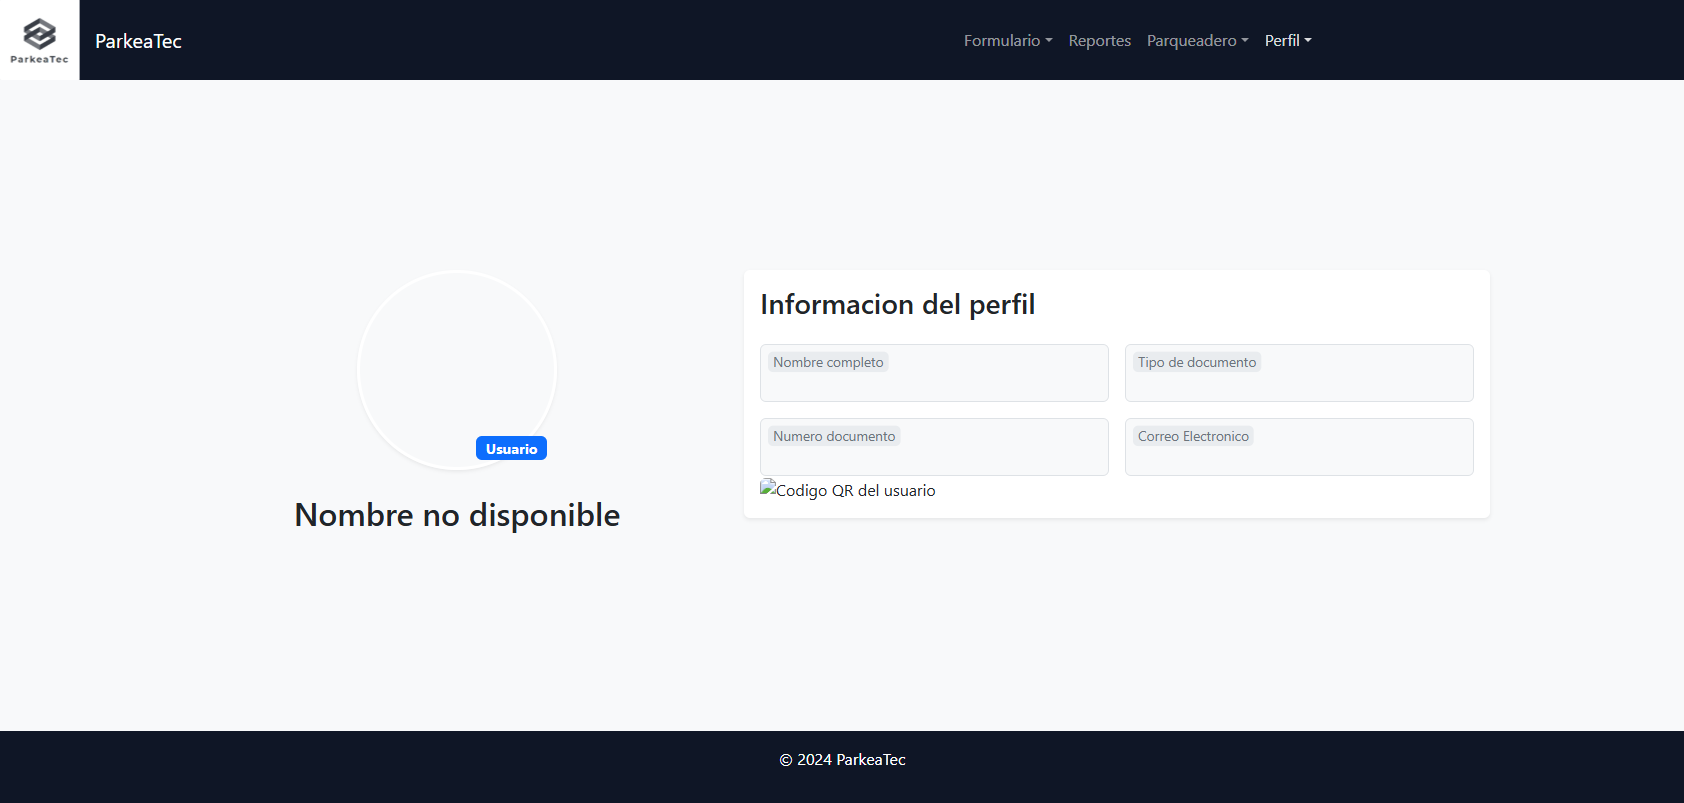 ParkeaTec
ParkeaTec
Formulario Reportes Parqueadero Perfil
Usuario
Nombre no disponible
Informacion del perfil
Nombre completo
Tipo de documento
Numero documento
Correo Electronico
Codigo QR del usuario
© 2024 ParkeaTec